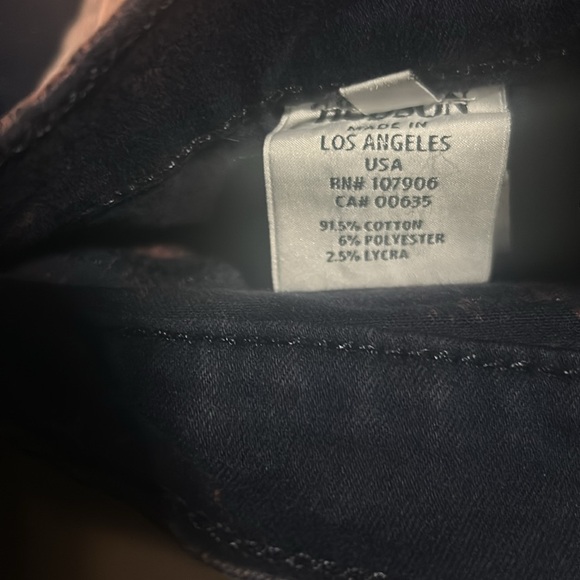 HUDSON
MADE IN
LOS ANGELES
USA
RN# 107906
CA# 00635
91.5% COTTON
6% POLYESTER
2.5% LYCRA